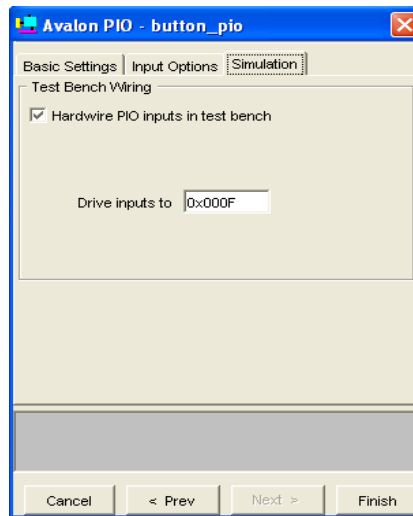 Avalon PIO - button_pio
Basic Settings Input Options Simulation
Test Bench Wiring
Hardwire PIO inputs in test bench
Drive inputs to 0x000F
Cancel < Prev Next > Finish